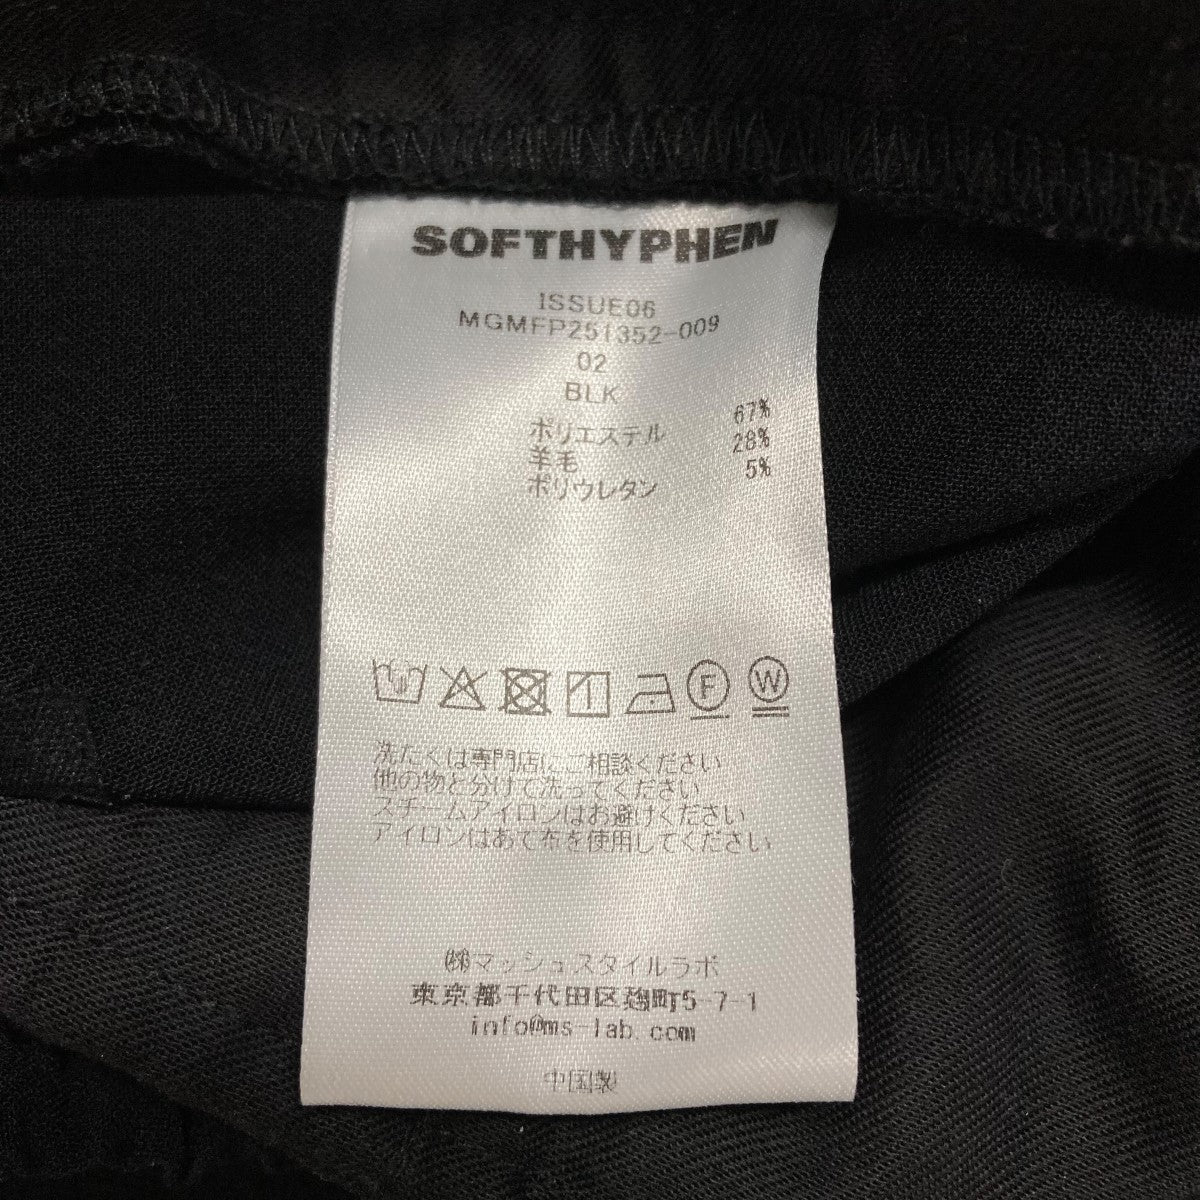 SOFTHYPHEN
ISSUE06
MGMFP251352-009
02
BLK
ポリエステル 67%
羊毛 28%
ポリウレタン 5%
F W
洗たくは専門店にご相談ください
他の物と分けて洗ってください
スチームアイロンはお避けください
アイロンはあて布を使用してください
㈱マッシュスタイルラボ
東京都千代田区麹町5-7-1
info@ms-lab.com
中国製